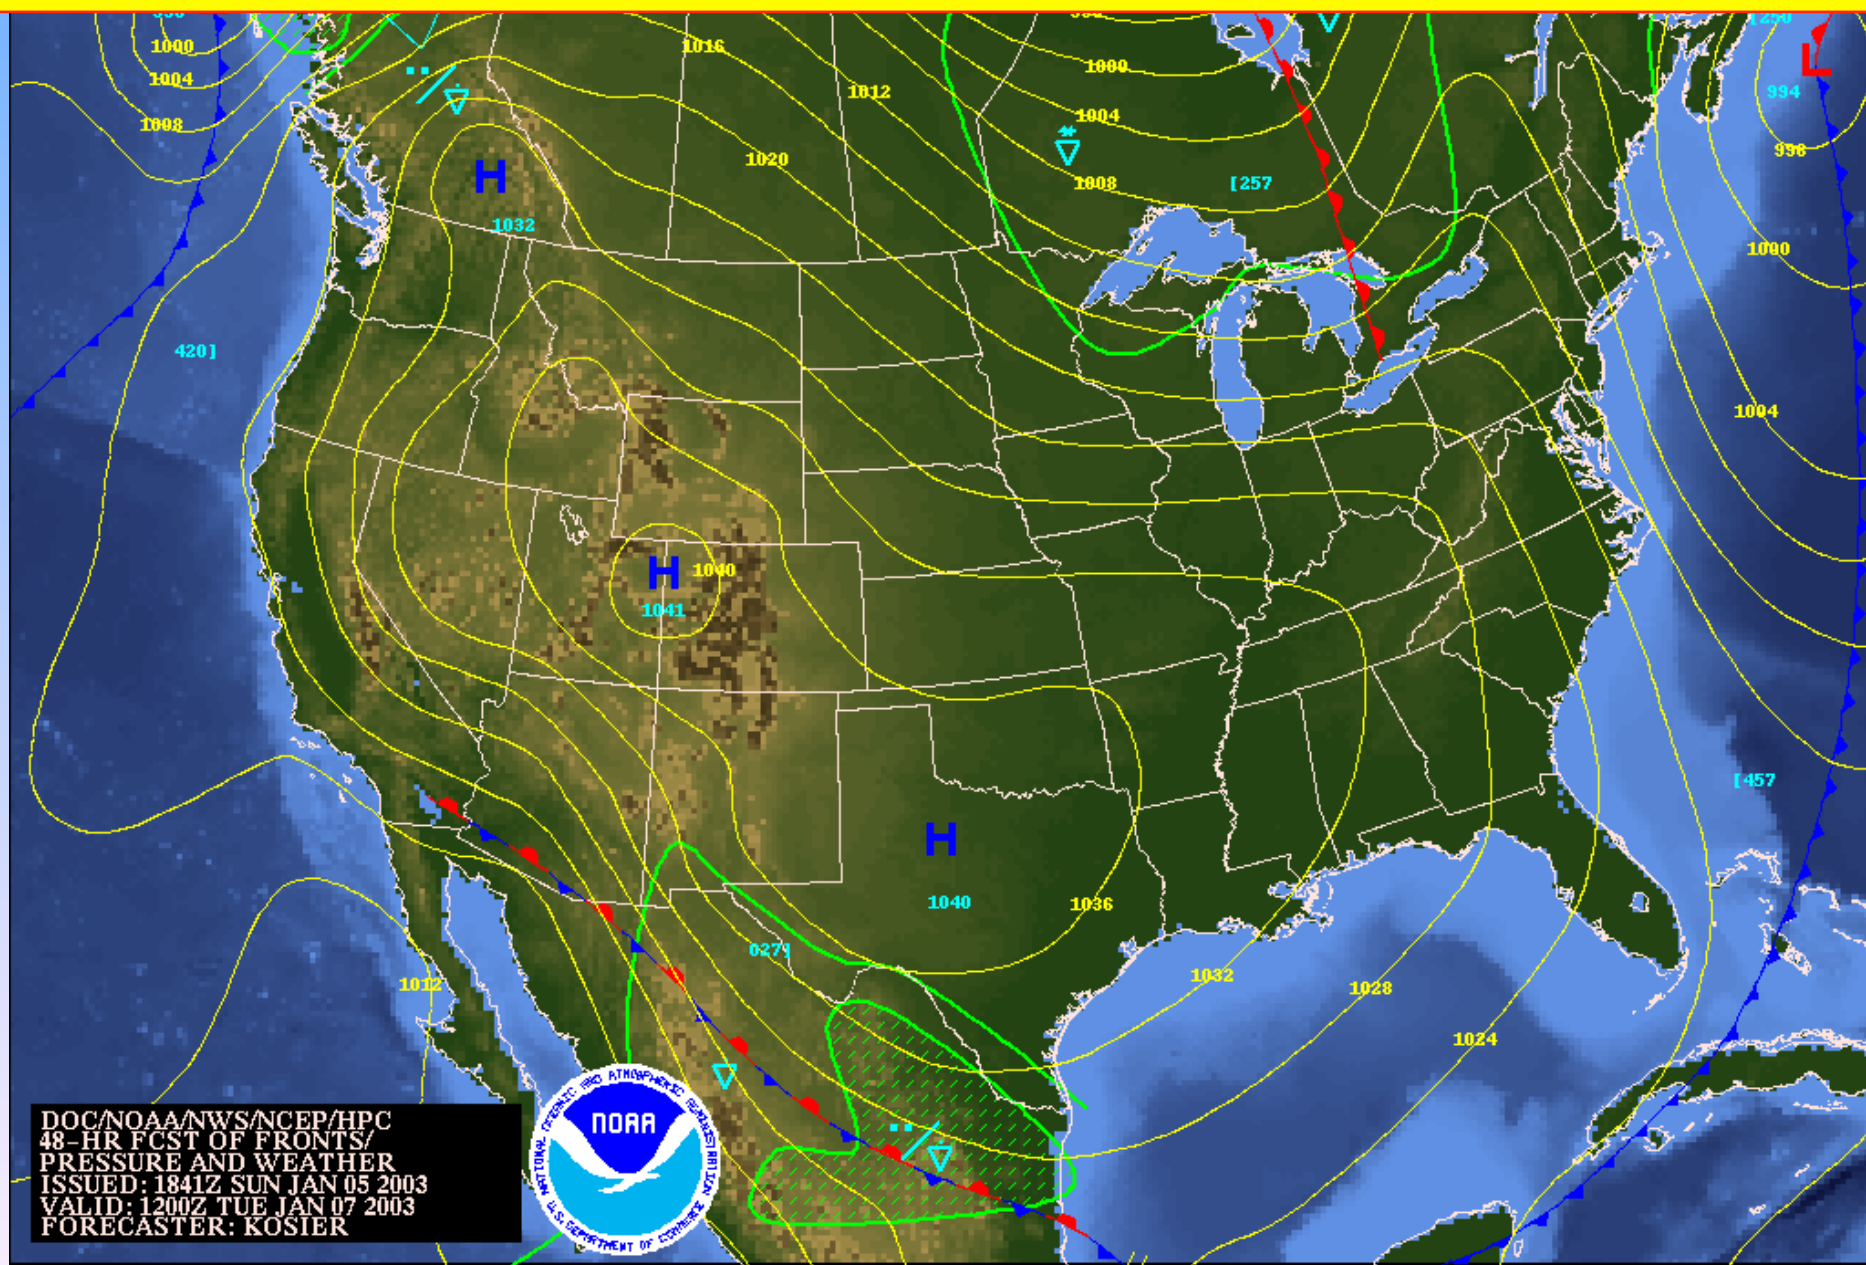 990
1000
1016
1000
[250
L
1004
1012
994
1008
1004
998
1020
H
1008
[257
1032
1000
420]
1004
H
1040
1041
[457
H
1040
1036
027]
1012
1032
1028
1024
DOC/NOAA/NWS/NCEP/HPC
48-HR FCST OF FRONTS/
PRESSURE AND WEATHER
ISSUED: 1841Z SUN JAN 05 2003
VALID: 1200Z TUE JAN 07 2003
FORECASTER: KOSIER
NATIONAL OCEANIC AND ATMOSPHERIC ADMINISTRATION
NOAA
U.S. DEPARTMENT OF COMMERCE